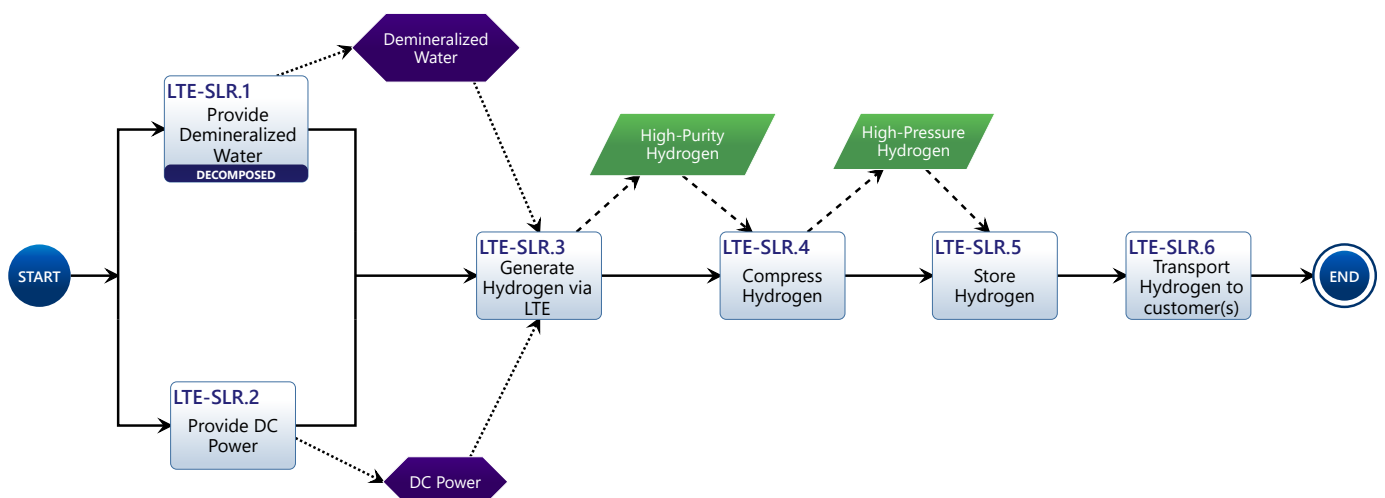 Demineralized
Water
LTE-SLR.1
Provide
Demineralized
Water
DECOMPOSED
High-Purity
Hydrogen
High-Pressure
Hydrogen
START
LTE-SLR.3
Generate
Hydrogen via
LTE
LTE-SLR.4
Compress
Hydrogen
LTE-SLR.5
Store
Hydrogen
LTE-SLR.6
Transport
Hydrogen to
customer(s)
END
LTE-SLR.2
Provide DC
Power
DC Power